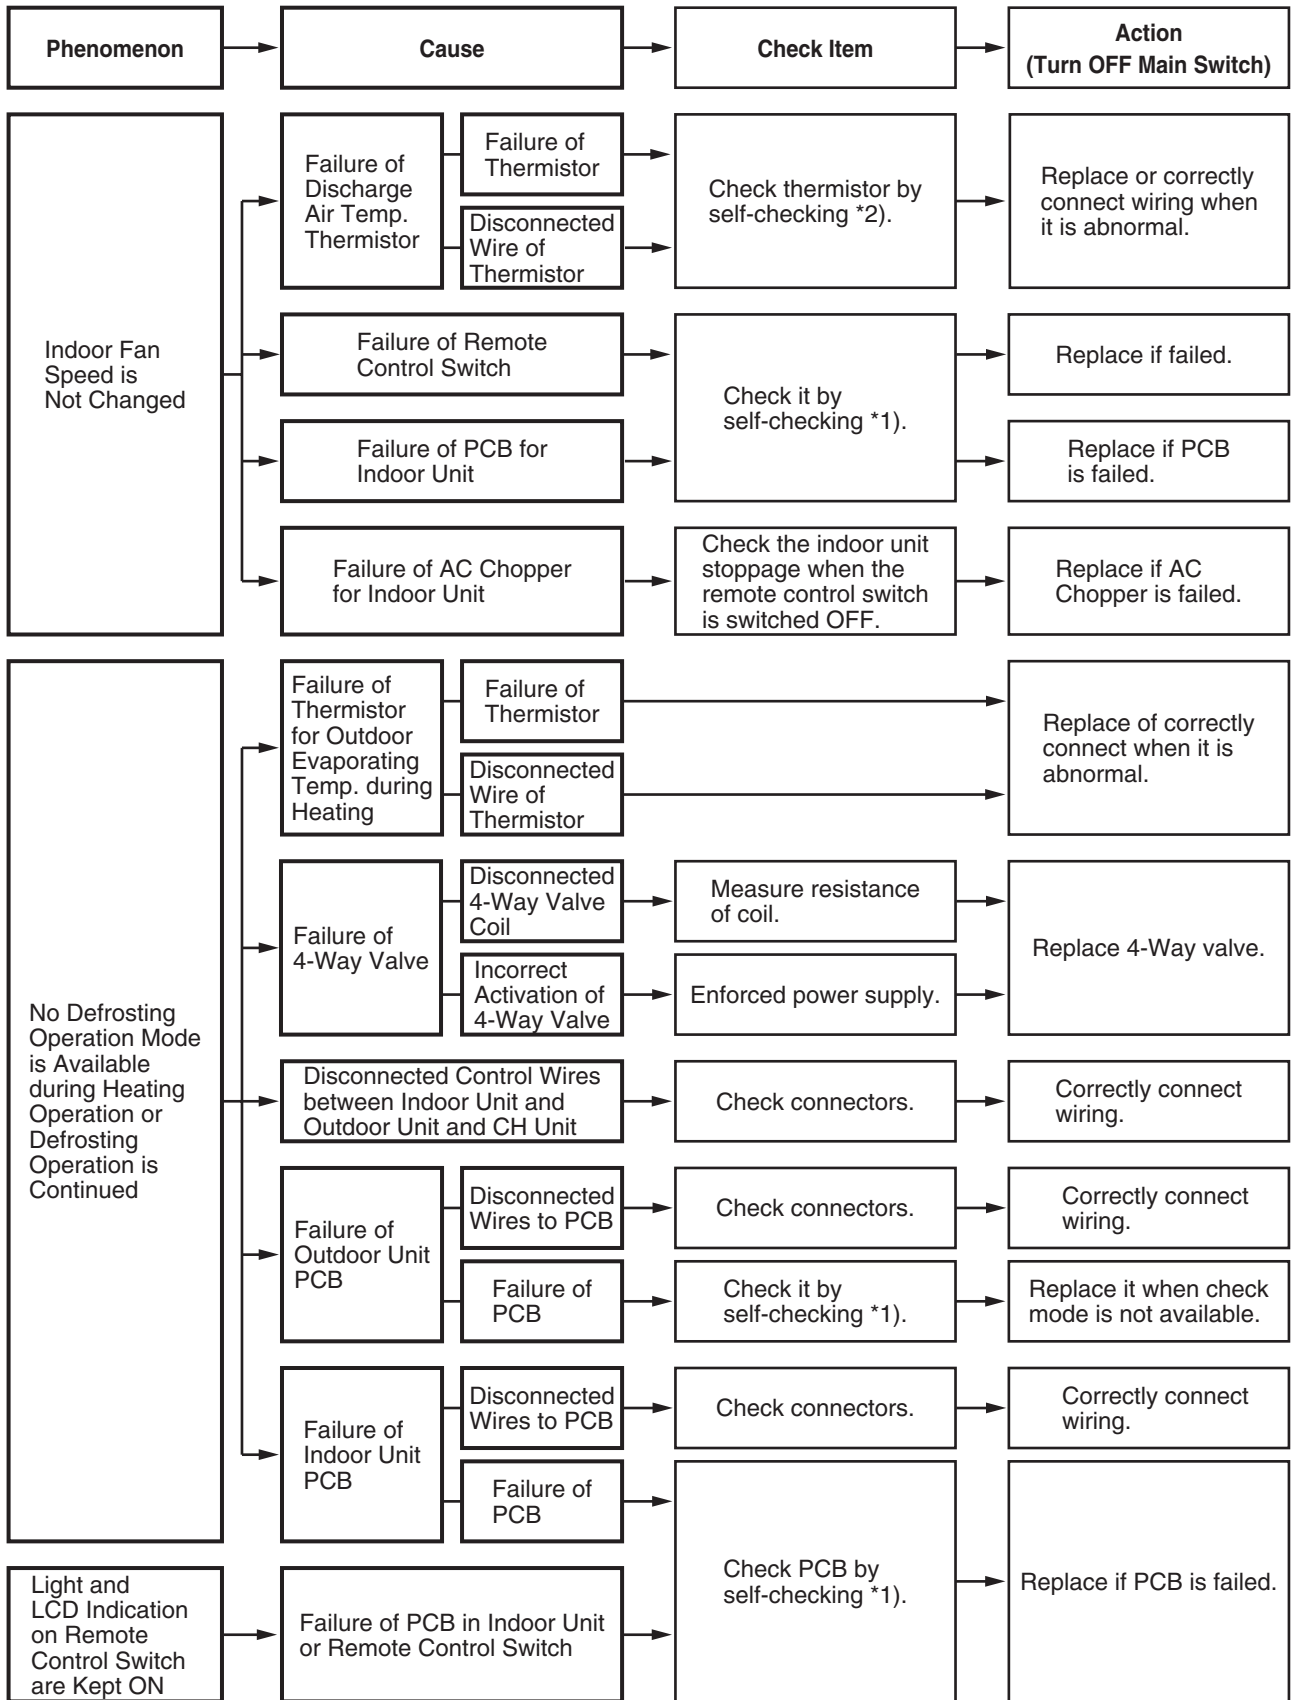 Phenomenon
Cause
Check Item
Action
(Turn OFF Main Switch)
Indoor Fan
Speed is
Not Changed
Failure of
Discharge
Air Temp.
Thermistor
Failure of
Thermistor
Disconnected
Wire of
Thermistor
Check thermistor by
self-checking *2).
Replace or correctly
connect wiring when
it is abnormal.
Failure of Remote
Control Switch
Check it by
self-checking *1).
Replace if failed.
Failure of PCB for
Indoor Unit
Replace if PCB
is failed.
Failure of AC Chopper
for Indoor Unit
Check the indoor unit
stoppage when the
remote control switch
is switched OFF.
Replace if AC
Chopper is failed.
No Defrosting
Operation Mode
is Available
during Heating
Operation or
Defrosting
Operation is
Continued
Failure of
Thermistor
for Outdoor
Evaporating
Temp. during
Heating
Failure of
Thermistor
Disconnected
Wire of
Thermistor
Replace of correctly
connect when it is
abnormal.
Failure of
4-Way Valve
Disconnected
4-Way Valve
Coil
Measure resistance
of coil.
Incorrect
Activation of
4-Way Valve
Enforced power supply.
Replace 4-Way valve.
Disconnected Control Wires
between Indoor Unit and
Outdoor Unit and CH Unit
Check connectors.
Correctly connect
wiring.
Failure of
Outdoor Unit
PCB
Disconnected
Wires to PCB
Check connectors.
Correctly connect
wiring.
Failure of
PCB
Check it by
self-checking *1).
Replace it when check
mode is not available.
Failure of
Indoor Unit
PCB
Disconnected
Wires to PCB
Check connectors.
Correctly connect
wiring.
Failure of
PCB
Check PCB by
self-checking *1).
Replace if PCB is failed.
Light and
LCD Indication
on Remote
Control Switch
are Kept ON
Failure of PCB in Indoor Unit
or Remote Control Switch